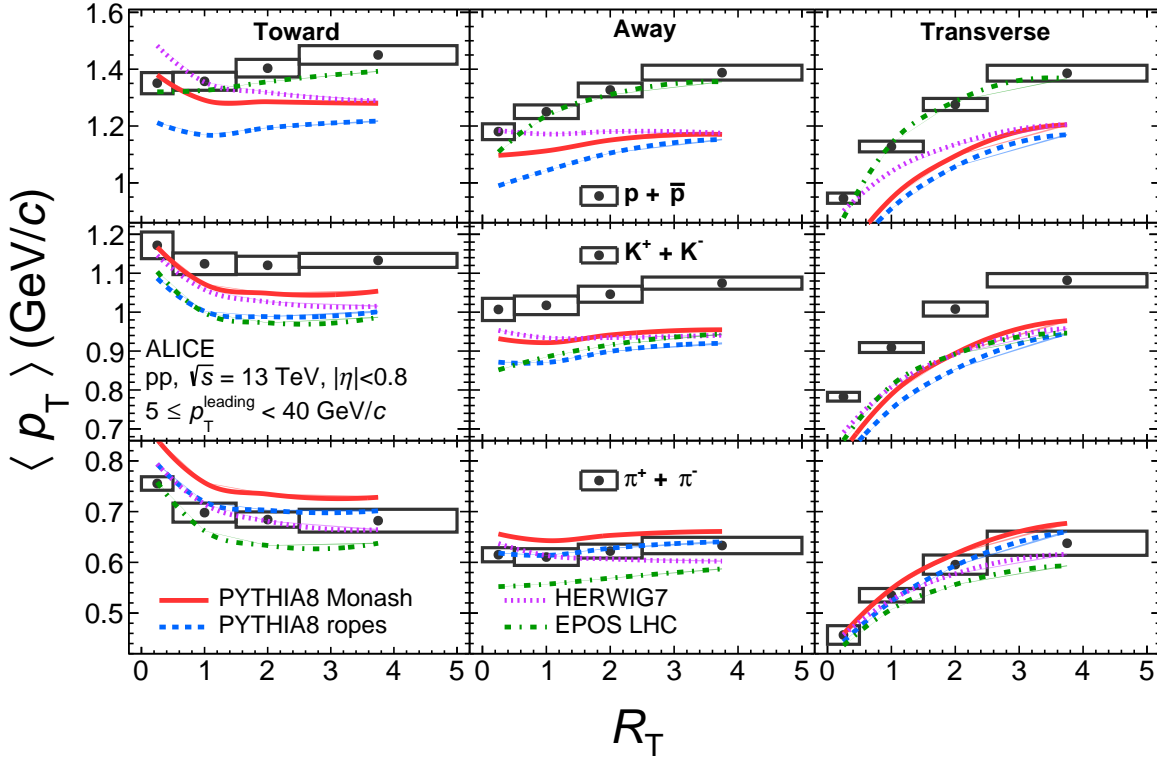 Toward
Away
Transverse
1.6
1.4
1.2
1
p + p̅
1.2
1.1
1
0.9
0.8
0.7
K⁺ + K⁻
ALICE
pp, √s = 13 TeV, |η|<0.8
5 ≤ p_T^leading < 40 GeV/c
0.8
0.7
0.6
0.5
π⁺ + π⁻
PYTHIA8 Monash
PYTHIA8 ropes
HERWIG7
EPOS LHC
0 1 2 3 4 5 0 1 2 3 4 5 0 1 2 3 4 5
⟨ p_T ⟩ (GeV/c)
R_T